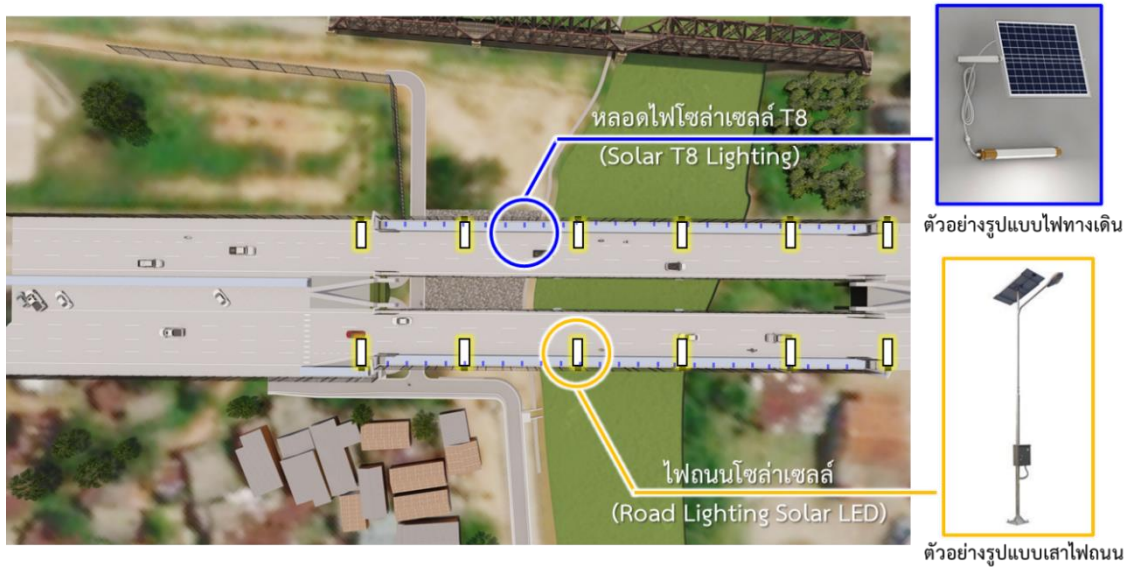 หลอดไฟโซล่าเซลล์ T8
(Solar T8 Lighting)
ตัวอย่างรูปแบบไฟทางเดิน
ไฟถนนโซล่าเซลล์
(Road Lighting Solar LED)
ตัวอย่างรูปแบบเสาไฟถนน